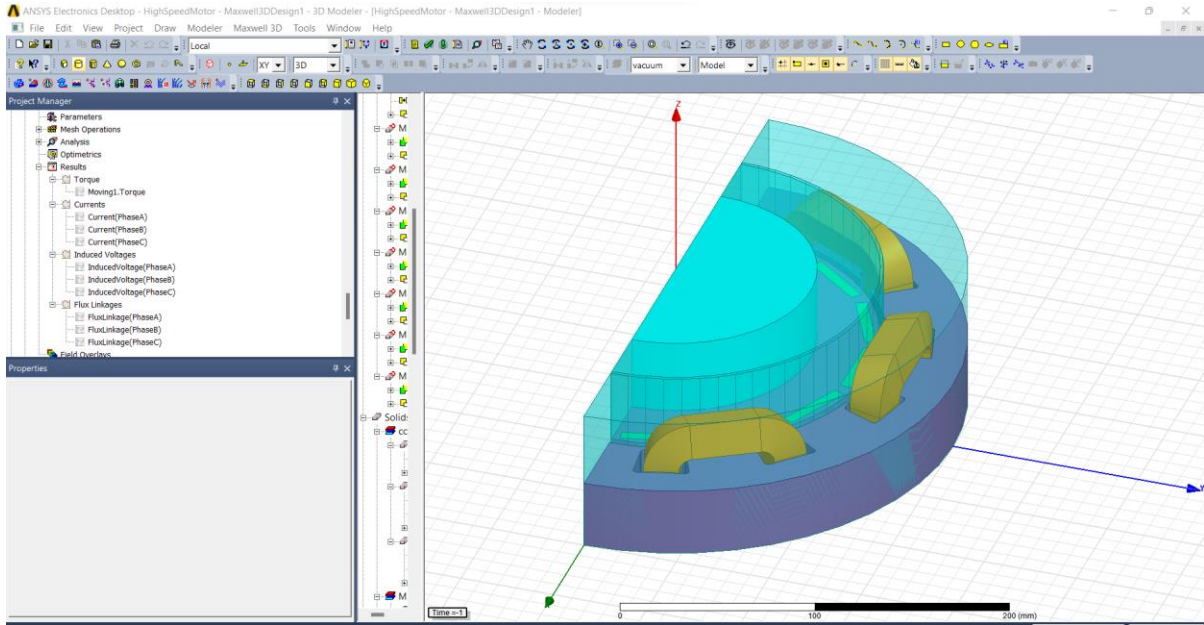 ANSYS Electronics Desktop - HighSpeedMotor - Maxwell3DDesign1 - 3D Modeler - [HighSpeedMotor - Maxwell3DDesign1 - Modeler]
File Edit View Project Draw Modeler Maxwell 3D Tools Window Help
Local
XY 3D vacuum Model
Project Manager
Parameters
Mesh Operations
Analysis
Optimetrics
Results
Torque
Moving1.Torque
Currents
Current(PhaseA)
Current(PhaseB)
Current(PhaseC)
Induced Voltages
InducedVoltage(PhaseA)
InducedVoltage(PhaseB)
InducedVoltage(PhaseC)
Flux Linkages
FluxLinkage(PhaseA)
FluxLinkage(PhaseB)
FluxLinkage(PhaseC)
Field Overlays
Properties
M
M
M
M
M
M
M
Solids
cc
M
Z
Time =-1
0 100 200 (mm)